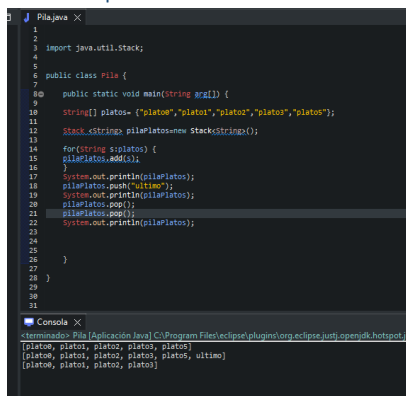 Pila.java
1
2
3 import java.util.Stack;
4
5
6 public class Pila {
7
8 public static void main(String arg[]) {
9
10 String[] platos= {"plato0","plato1","plato2","plato3","plato5"};
11
12 Stack <String> pilaPlatos=new Stack<String>();
13
14 for(String s:platos) {
15 pilaPlatos.add(s);
16 }
17 System.out.println(pilaPlatos);
18 pilaPlatos.push("ultimo");
19 System.out.println(pilaPlatos);
20 pilaPlatos.pop();
21 pilaPlatos.pop();
22 System.out.println(pilaPlatos);
23
24
25
26 }
27
28 }
29
30
31
Consola
<terminado> Pila [Aplicación Java] C:\Program Files\eclipse\plugins\org.eclipse.justj.openjdk.hotspot.j
[plato0, plato1, plato2, plato3, plato5]
[plato0, plato1, plato2, plato3, plato5, ultimo]
[plato0, plato1, plato2, plato3]